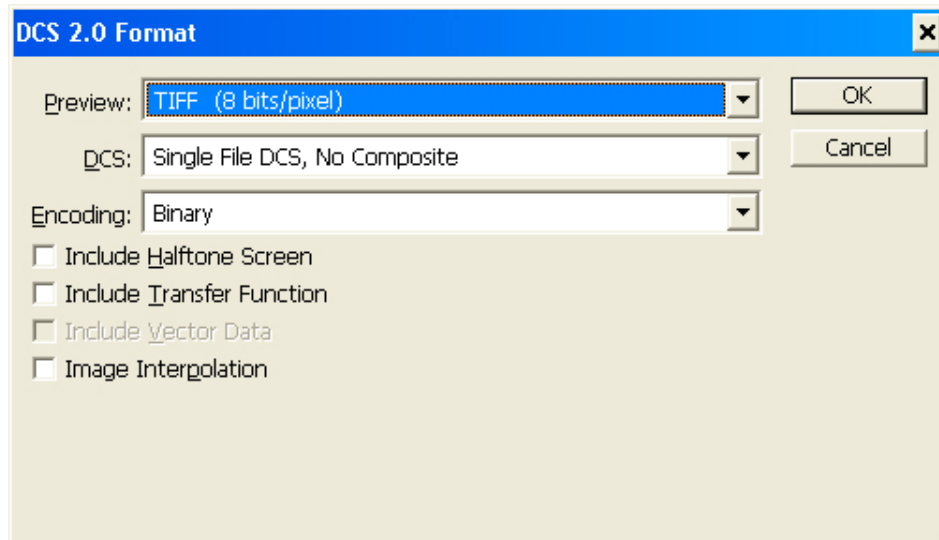 DCS 2.0 Format
Preview: TIFF (8 bits/pixel)
OK
DCS: Single File DCS, No Composite
Cancel
Encoding: Binary
Include Halftone Screen
Include Transfer Function
Include Vector Data
Image Interpolation